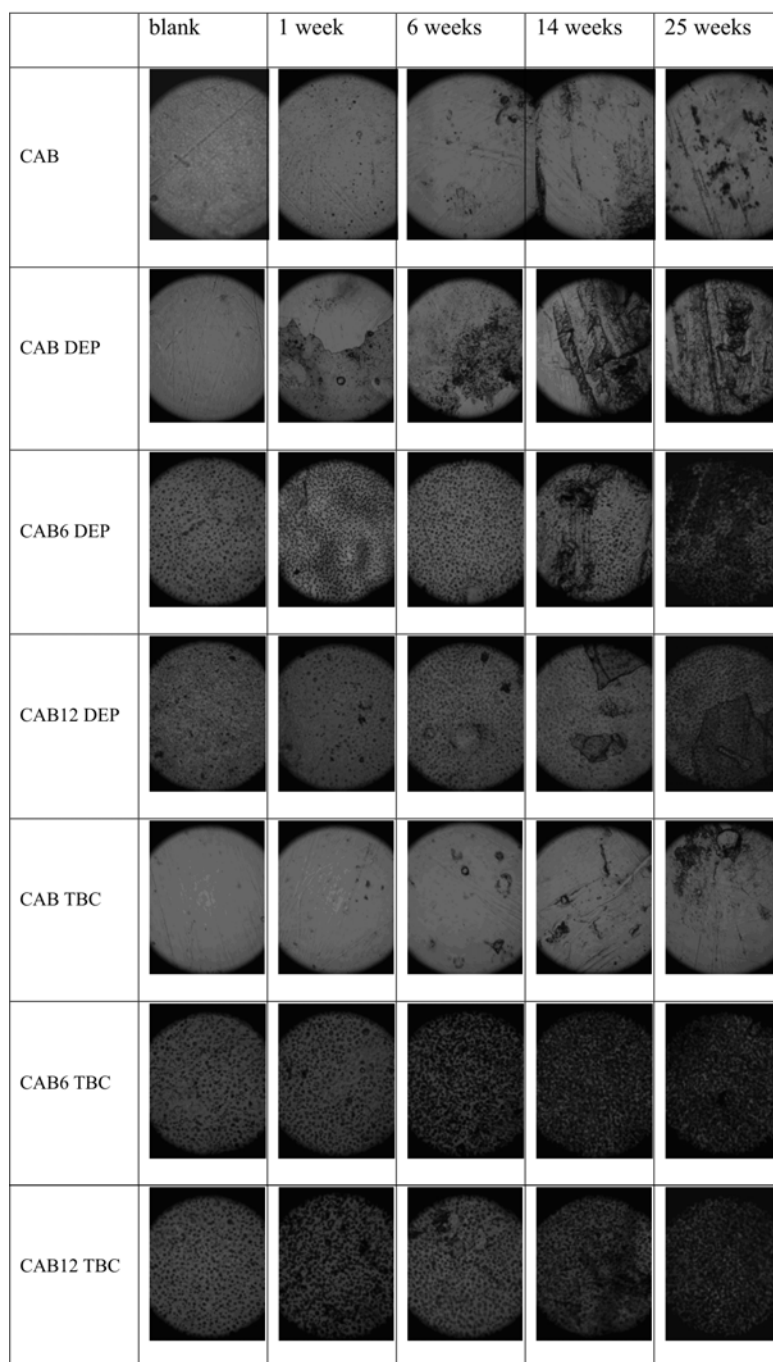 blank 1 week 6 weeks 14 weeks 25 weeks
CAB
CAB DEP
CAB6 DEP
CAB12 DEP
CAB TBC
CAB6 TBC
CAB12 TBC